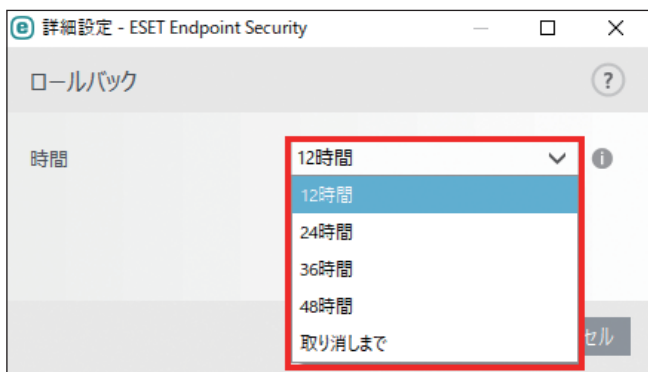 詳細設定 - ESET Endpoint Security
ロールバック
?
時間
12時間
i
12時間
24時間
36時間
48時間
取り消しまで
セル